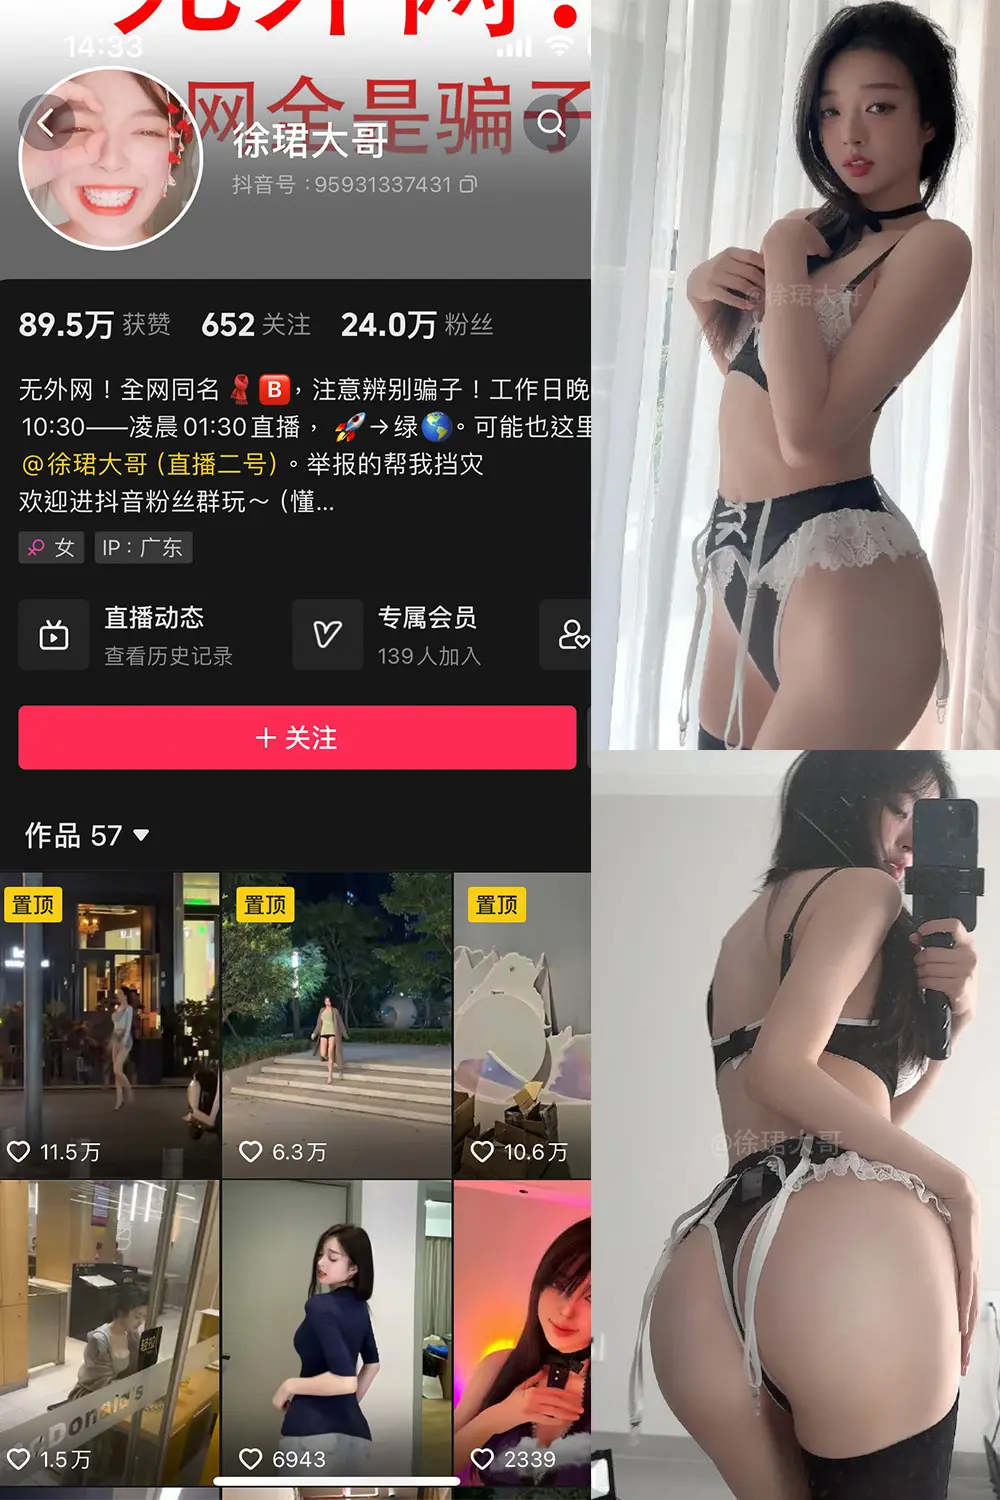 无外网！
14:33
网全是骗子
徐珺大哥
抖音号：95931337431
89.5万 获赞 652 关注 24.0万 粉丝
无外网！全网同名🧣🅱️，注意辨别骗子！工作日晚
10:30——凌晨01:30直播，🚀→绿🌎。可能也这里
@徐珺大哥（直播二号）。举报的帮我挡灾
欢迎进抖音粉丝群玩～（懂...
女 IP：广东
直播动态
查看历史记录
专属会员
139人加入
＋关注
作品 57
置顶
置顶
置顶
11.5万
6.3万
10.6万
McDonald's
1.5万
6943
2339
@徐珺大哥
@徐珺大哥